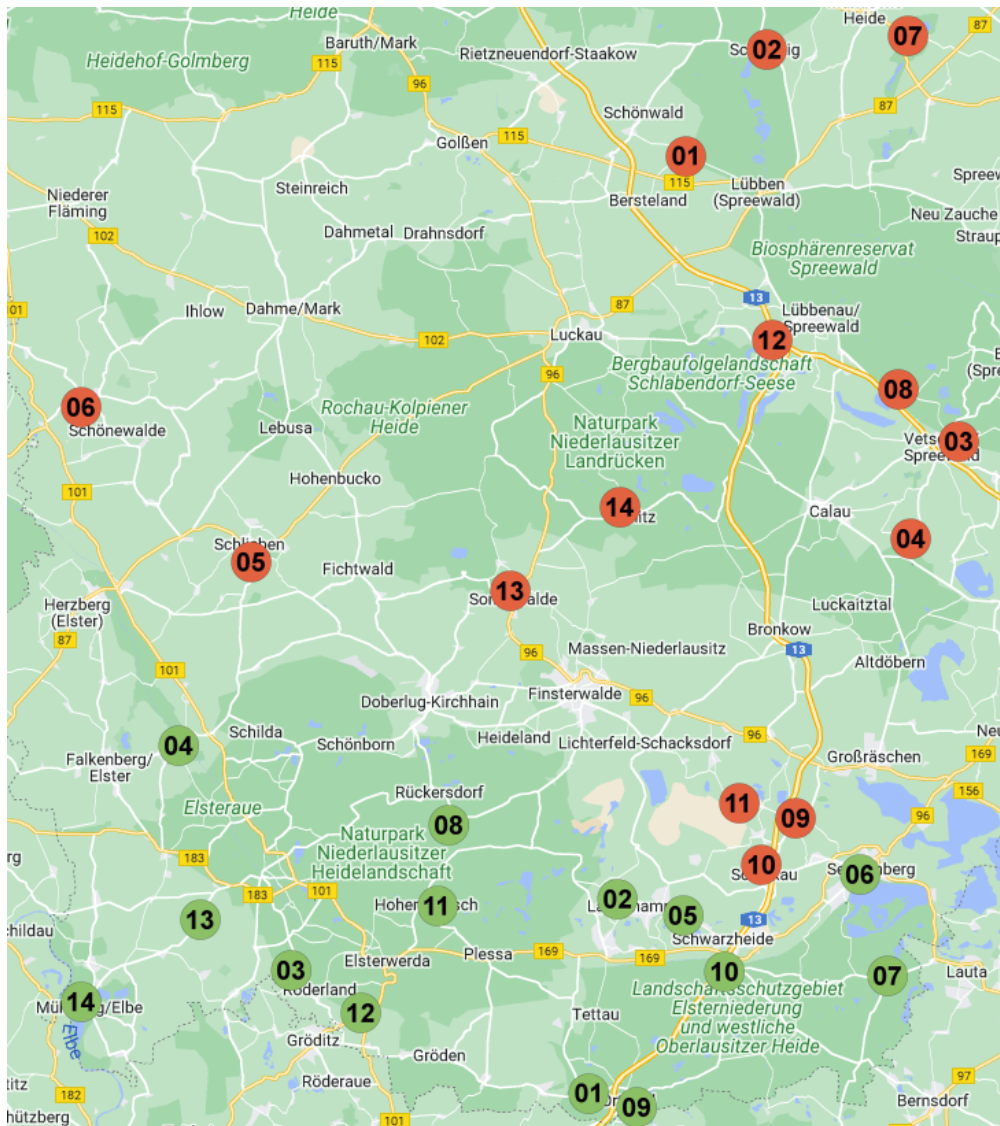 Heide
Heide
07
87
Baruth/Mark
02
Rietzneuendorf-Staakow
Heidehof-Golmberg
115
96
115
Schönwald
87
Golßen
115
01
115
Steinreich
Lübben
(Spreewald)
Niederer
Fläming
Bersteland
Neu Zauche
102
Dahmetal
Drahnsdorf
Biosphärenreservat
Spreewald
13
87
Ihlow
Dahme/Mark
Lübbenau/
Spreewald
102
Luckau
12
Bergbaufolgelandschaft
Schlabendorf-Seese
96
08
06
Rochau-Kolpiener
Heide
Schönewalde
Lebusa
Naturpark
Niederlausitzer
Landrücken
03
Hohenbucko
101
14
Calau
04
05
Fichtwald
13
Herzberg
(Elster)
Luckaitztal
87
Bronkow
96
Massen-Niederlausitz
13
Altdöbern
101
Doberlug-Kirchhain
Finsterwalde
96
Schilda
04
Schönborn
Heideland
Lichterfeld-Schacksdorf
96
Falkenberg/
Elster
Großräschen
169
Rückersdorf
156
Elsteraue
11
09
96
08
Naturpark
Niederlausitzer
Heidelandschaft
183
10
06
183
101
02
11
05
13
13
Schwarzheide
Elsterwerda
Plessa
169
169
03
10
07
Lauta
Röderland
Landschaftsschutzgebiet
Elsterniederung
und westliche
Oberlausitzer Heide
14
12
Tettau
Elbe
Gröditz
Gröden
Röderaue
97
182
01
09
Bernsdorf
101